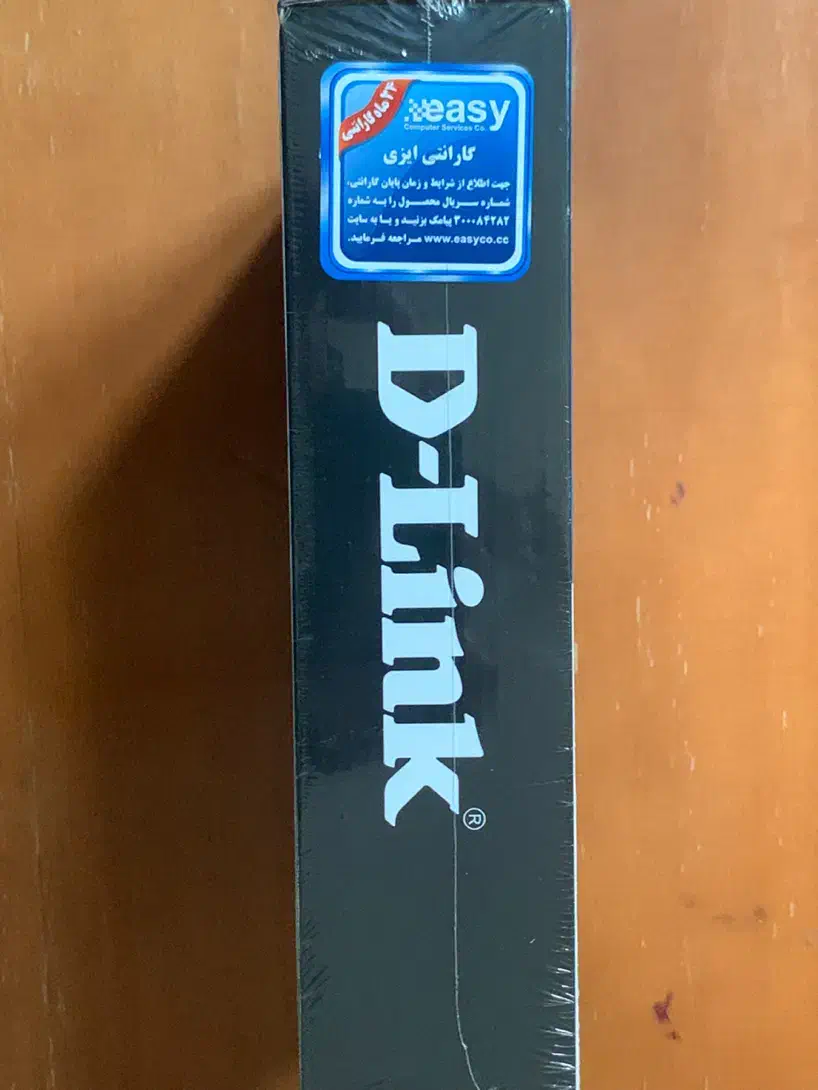 ۲۴ ماه گارانتی
easy
Computer Services Co.
گارانتی ایزی
جهت اطلاع از شرایط و زمان پایان گارانتی،
شماره سریال محصول را به شماره
۳۰۰۰۸۴۲۸۲ پیامک بزنید و یا به سایت
www.easyco.cc مراجعه فرمایید.
D-Link®